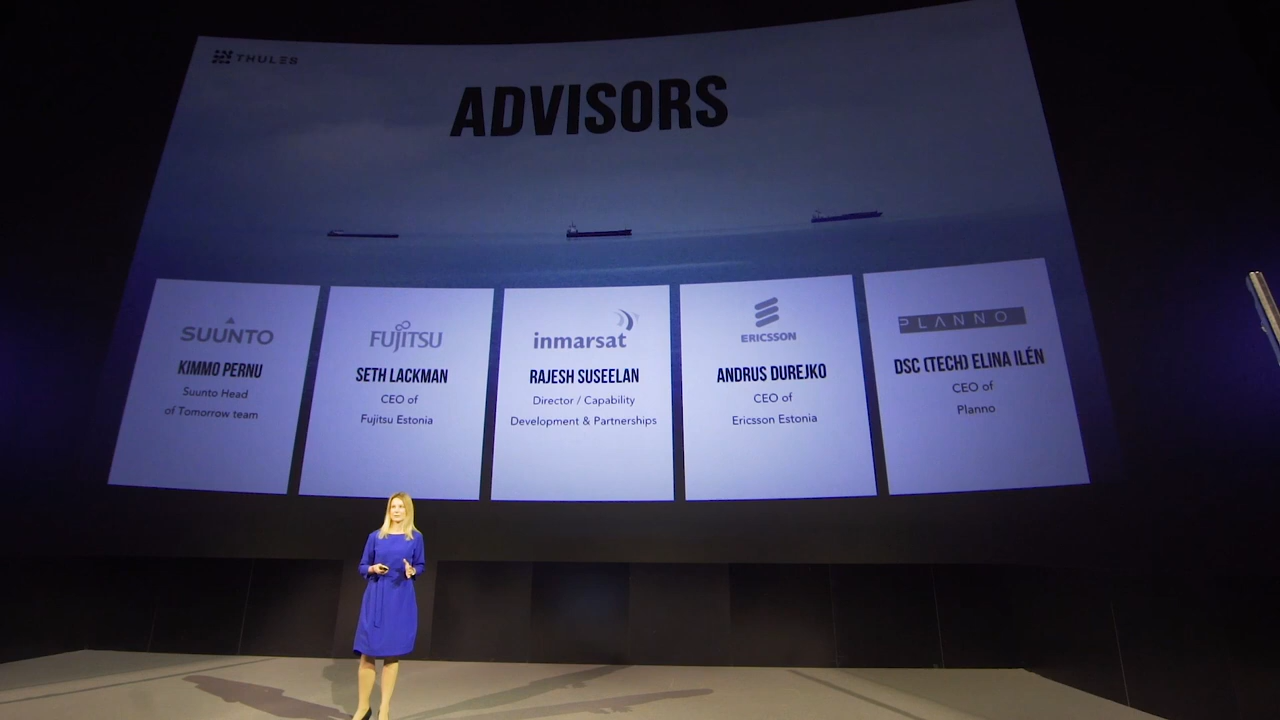 THULES
ADVISORS
SUUNTO
KIMMO PERNU
Suunto Head
of Tomorrow team
FUJITSU
SETH LACKMAN
CEO of
Fujitsu Estonia
inmarsat
RAJESH SUSEELAN
Director / Capability
Development & Partnerships
ERICSSON
ANDRUS DUREJKO
CEO of
Ericsson Estonia
PLANNO
DSC (TECH) ELINA ILÉN
CEO of
Planno